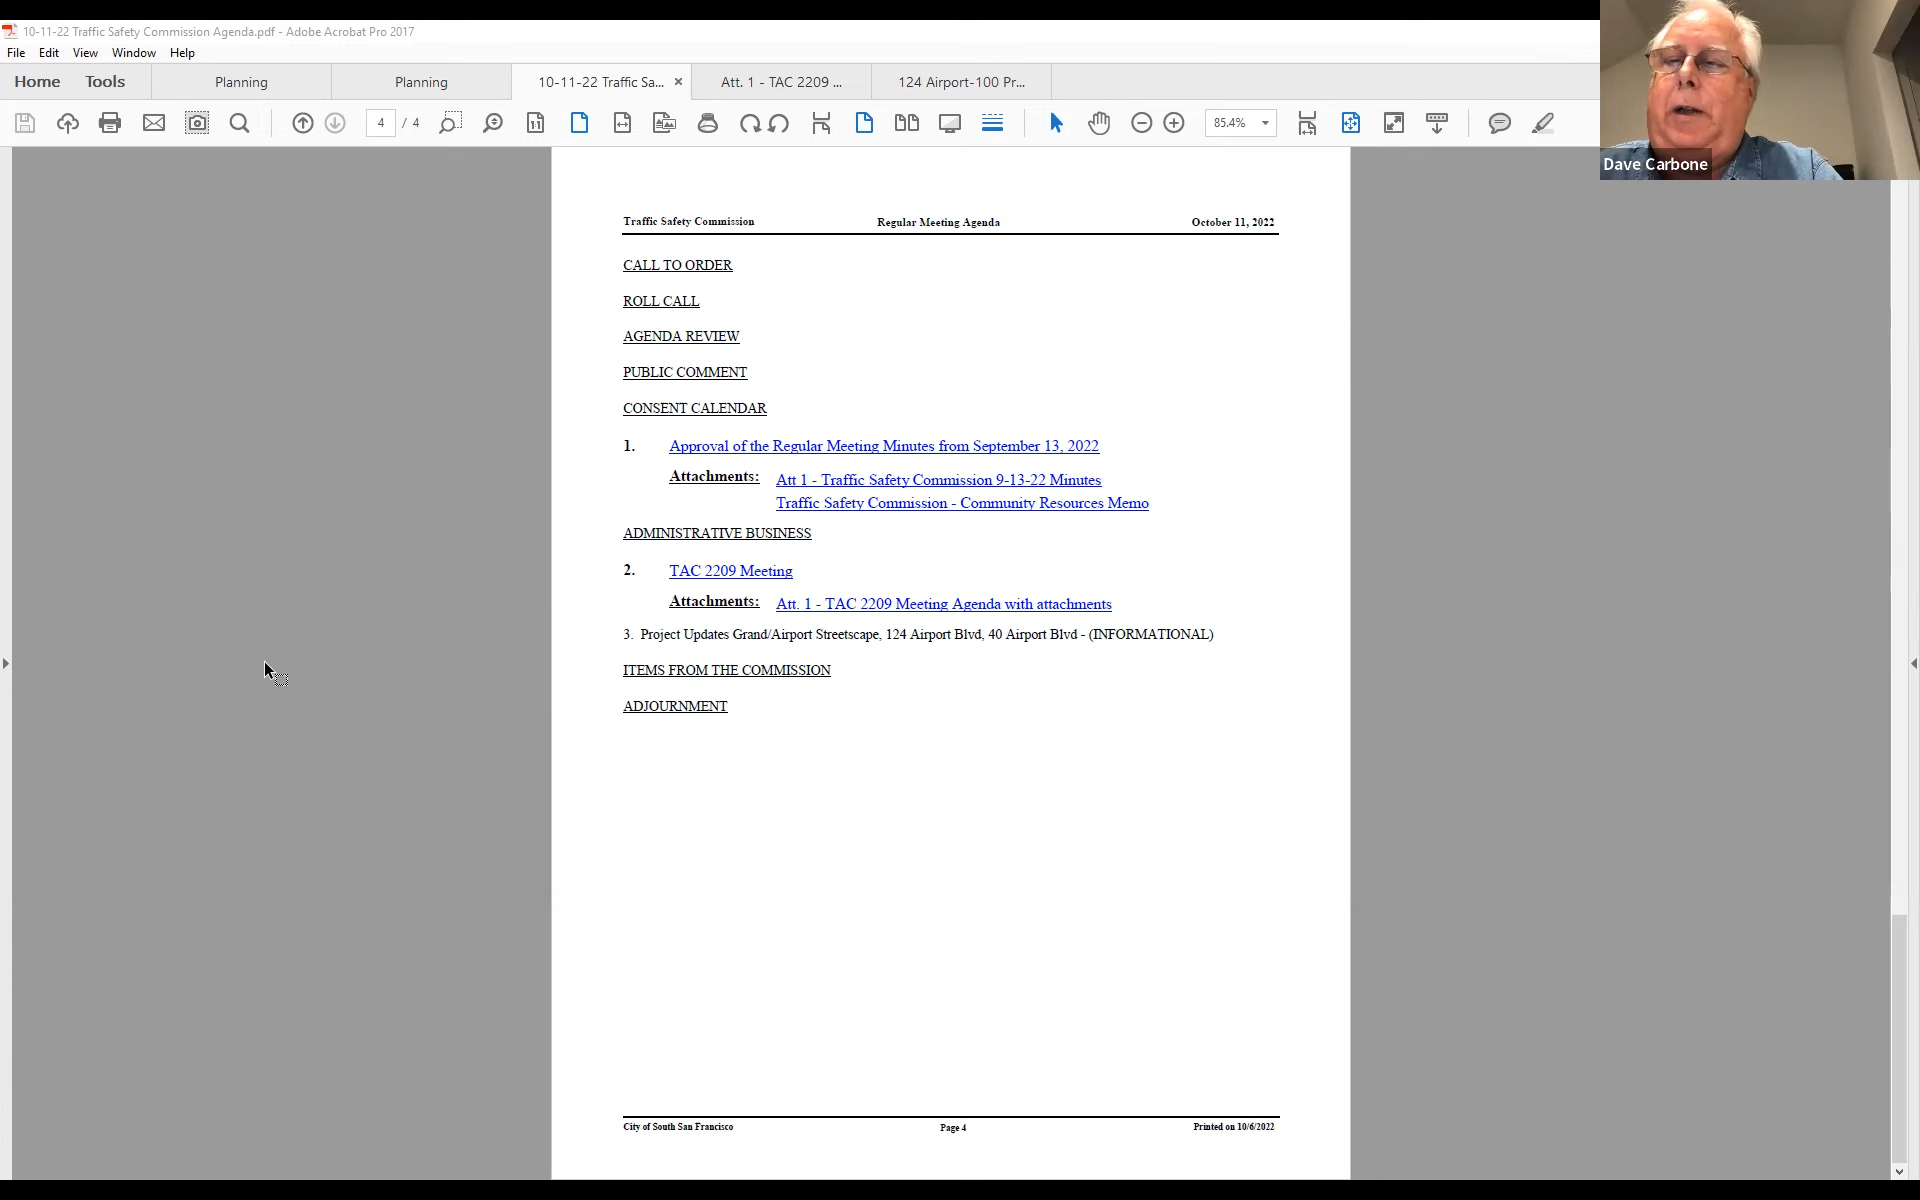 10-11-22 Traffic Safety Commission Agenda.pdf - Adobe Acrobat Pro 2017
File Edit View Window Help
Home Tools Planning Planning 10-11-22 Traffic Sa... × Att. 1 - TAC 2209 ... 124 Airport-100 Pr...
4 / 4 1:1 85.4%
Dave Carbone
Traffic Safety Commission Regular Meeting Agenda October 11, 2022
CALL TO ORDER
ROLL CALL
AGENDA REVIEW
PUBLIC COMMENT
CONSENT CALENDAR
1. Approval of the Regular Meeting Minutes from September 13, 2022
Attachments: Att 1 - Traffic Safety Commission 9-13-22 Minutes
Traffic Safety Commission - Community Resources Memo
ADMINISTRATIVE BUSINESS
2. TAC 2209 Meeting
Attachments: Att. 1 - TAC 2209 Meeting Agenda with attachments
3. Project Updates Grand/Airport Streetscape, 124 Airport Blvd, 40 Airport Blvd - (INFORMATIONAL)
ITEMS FROM THE COMMISSION
ADJOURNMENT
City of South San Francisco Page 4 Printed on 10/6/2022